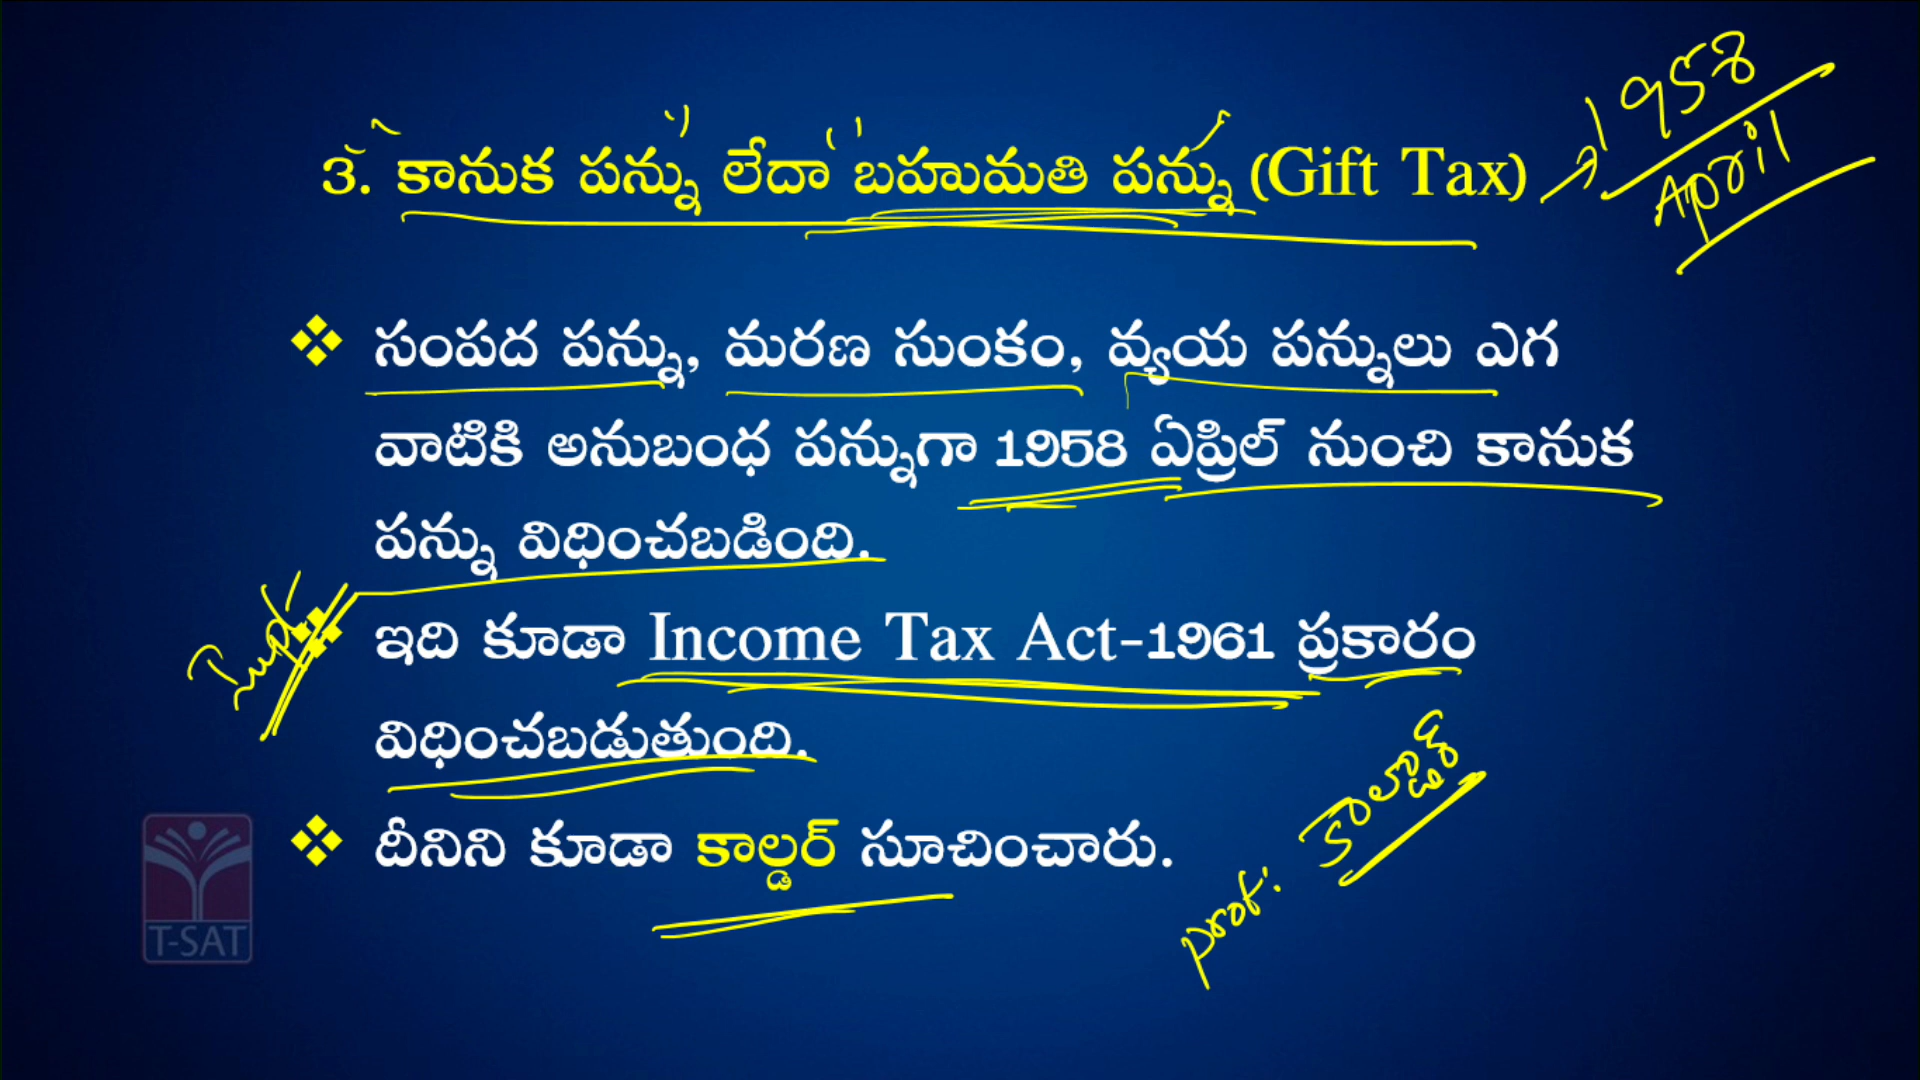 1958
April
3. కానుక పన్ను లేదా బహుమతి పన్ను (Gift Tax)
❖ సంపద పన్ను, మరణ సుంకం, వ్యయ పన్నులు ఎగ
వాటికి అనుబంధ పన్నుగా 1958 ఏప్రిల్ నుంచి కానుక
పన్ను విధించబడింది.
Impt
❖ ఇది కూడా Income Tax Act-1961 ప్రకారం
విధించబడుతుంది.
❖ దీనిని కూడా కాల్డర్ సూచించారు.
prof. కాల్డర్
T-SAT